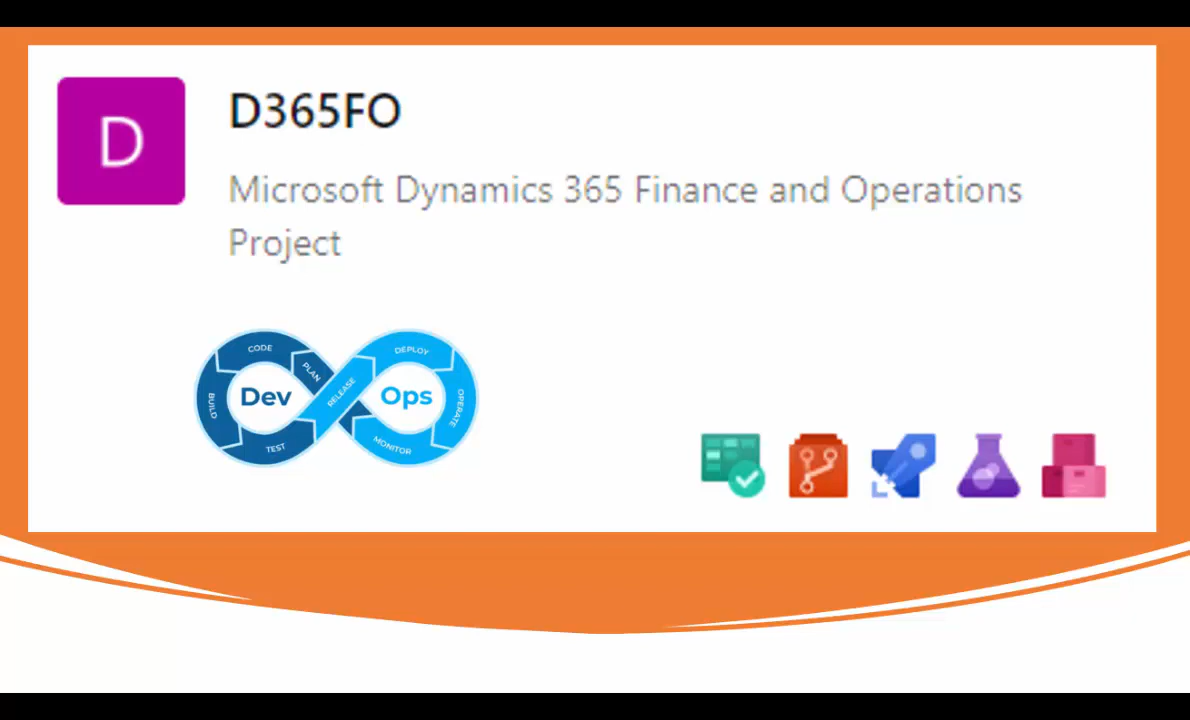 D
D365FO
Microsoft Dynamics 365 Finance and Operations
Project
CODE
PLAN
BUILD
Dev
TEST
RELEASE
DEPLOY
Ops
OPERATE
MONITOR